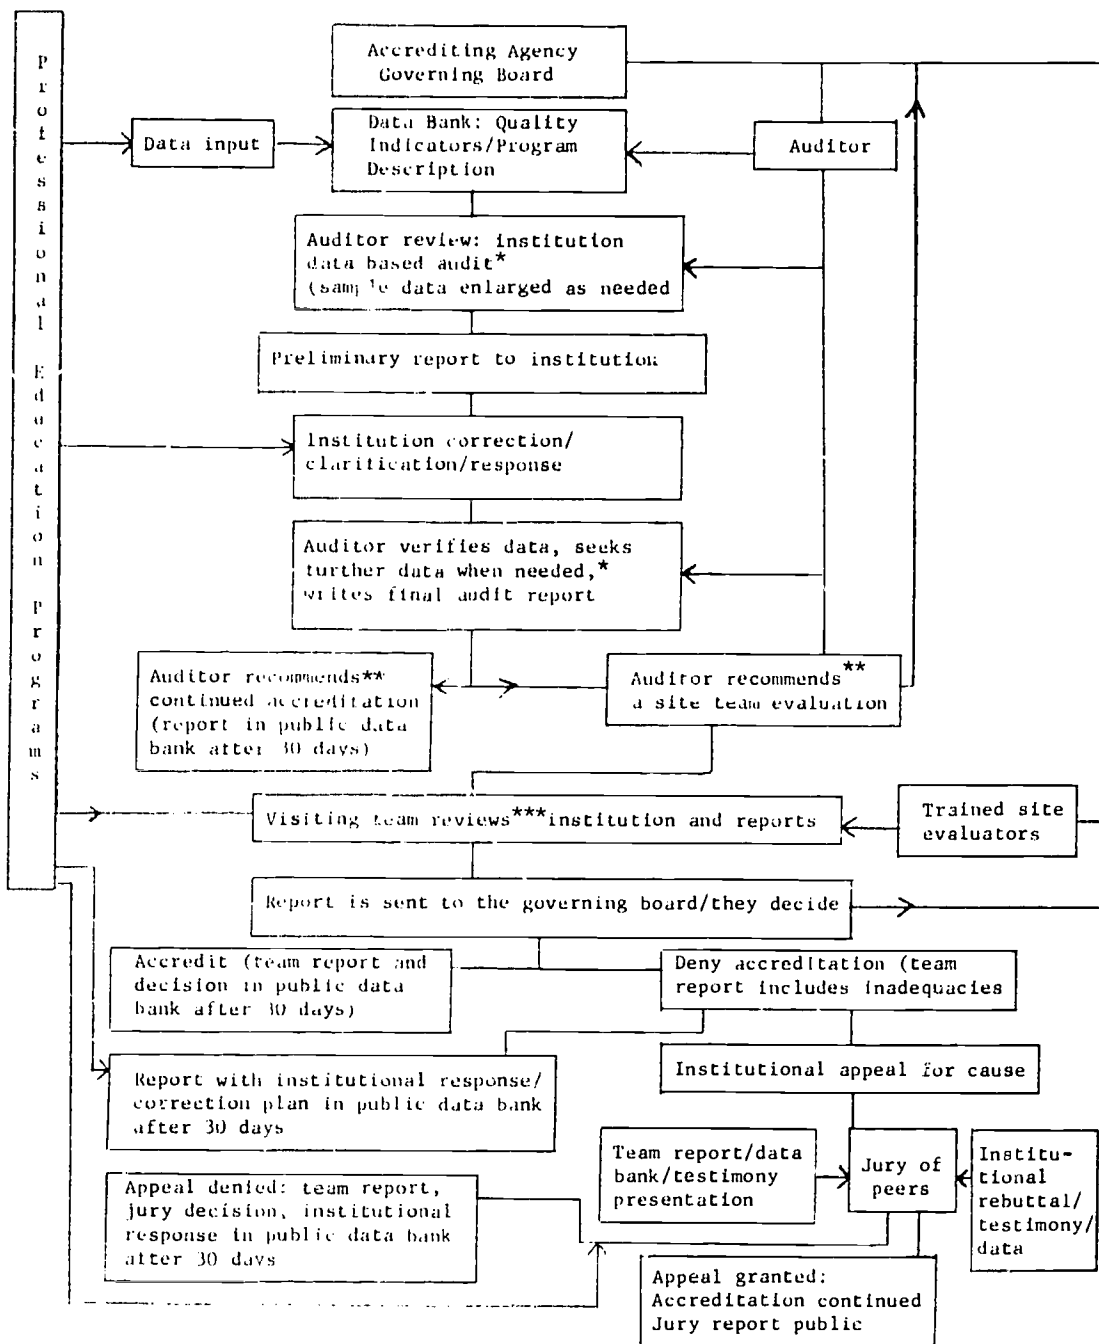 Professional Education Programs
Accrediting Agency
Governing Board
Data input
Data Bank: Quality
Indicators/Program
Description
Auditor
Auditor review: institution
data based audit*
(sample data enlarged as needed
Preliminary report to institution
Institution correction/
clarification/response
Auditor verifies data, seeks
further data when needed,*
writes final audit report
Auditor recommends**
continued accreditation
(report in public data
bank after 30 days)
Auditor recommends**
a site team evaluation
Visiting team reviews***institution and reports
Trained site
evaluators
Report is sent to the governing board/they decide
Accredit (team report and
decision in public data
bank after 30 days)
Deny accreditation (team
report includes inadequacies
Report with institutional response/
correction plan in public data bank
after 30 days
Institutional appeal for cause
Team report/data
bank/testimony
presentation
Jury of
peers
Institu-
tional
rebuttal/
testimony/
data
Appeal denied: team report,
jury decision, institutional
response in public data bank
after 30 days
Appeal granted:
Accreditation continued
Jury report public